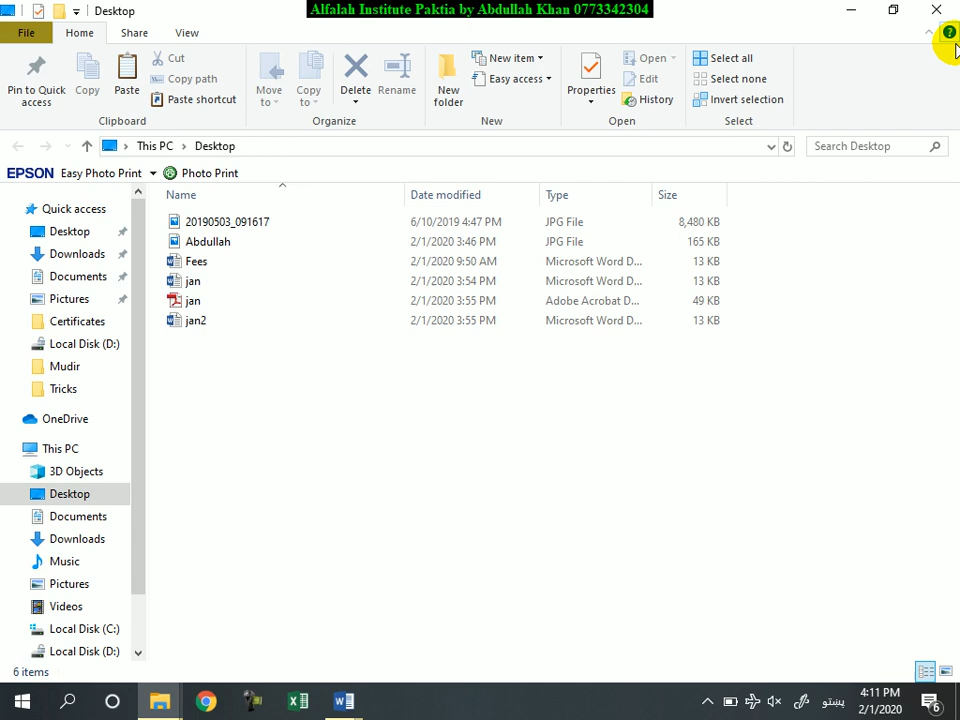 Desktop
Alfalah Institute Paktia by Abdullah Khan 0773342304
File Home Share View
Pin to Quick access
Copy
Paste
Cut
Copy path
Paste shortcut
Clipboard
Move to
Copy to
Delete
Rename
Organize
New folder
New item
Easy access
New
Properties
Open
Edit
History
Open
Select all
Select none
Invert selection
Select
This PC > Desktop
Search Desktop
EPSON Easy Photo Print Photo Print
Name Date modified Type Size
20190503_091617 6/10/2019 4:47 PM JPG File 8,480 KB
Abdullah 2/1/2020 3:46 PM JPG File 165 KB
Fees 2/1/2020 9:50 AM Microsoft Word D... 13 KB
jan 2/1/2020 3:54 PM Microsoft Word D... 13 KB
jan 2/1/2020 3:55 PM Adobe Acrobat D... 49 KB
jan2 2/1/2020 3:55 PM Microsoft Word D... 13 KB
Quick access
Desktop
Downloads
Documents
Pictures
Certificates
Local Disk (D:)
Mudir
Tricks
OneDrive
This PC
3D Objects
Desktop
Documents
Downloads
Music
Pictures
Videos
Local Disk (C:)
Local Disk (D:)
6 items
پښتو
4:11 PM
2/1/2020
6